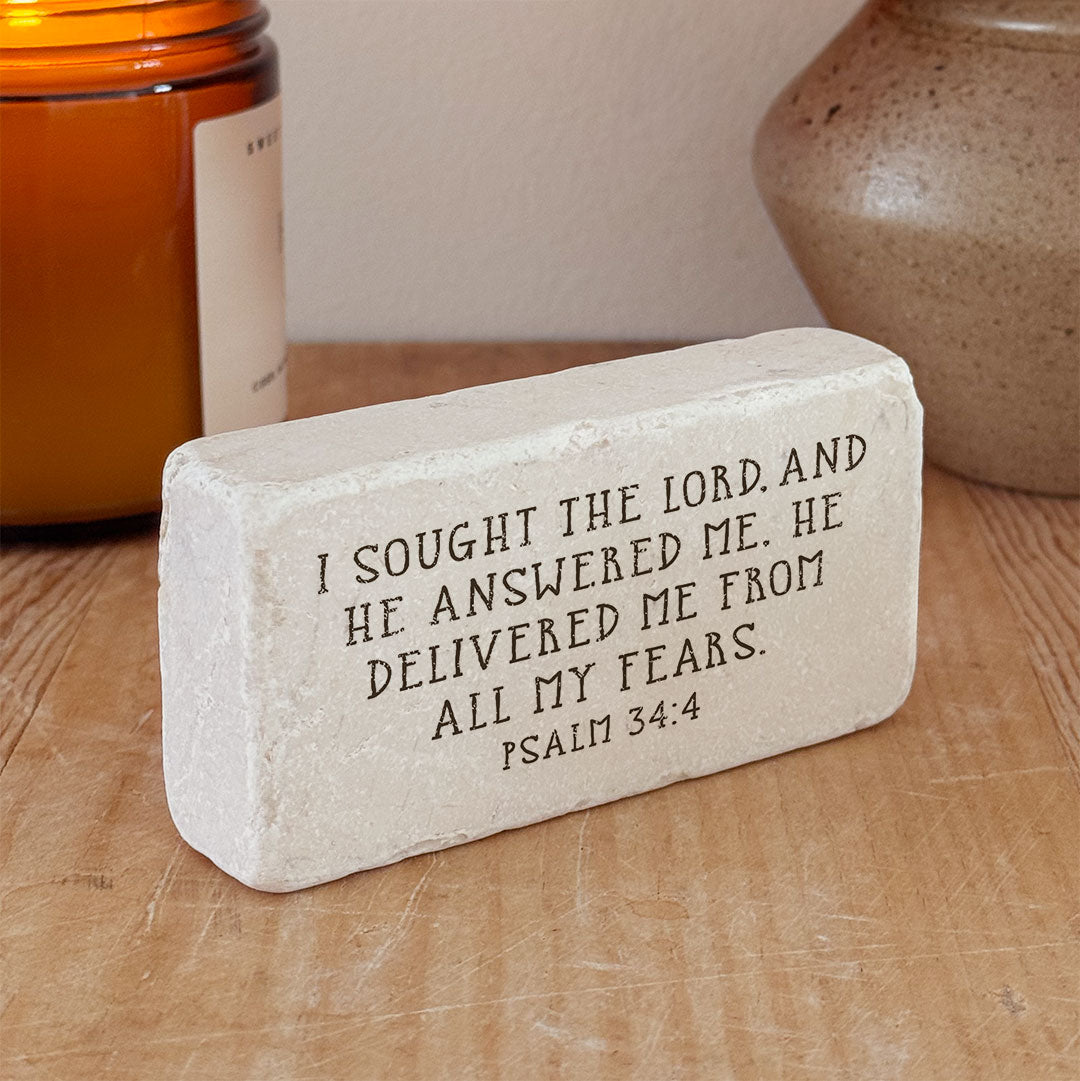 I SOUGHT THE LORD, AND
HE ANSWERED ME. HE
DELIVERED ME FROM
ALL MY FEARS.
PSALM 34:4